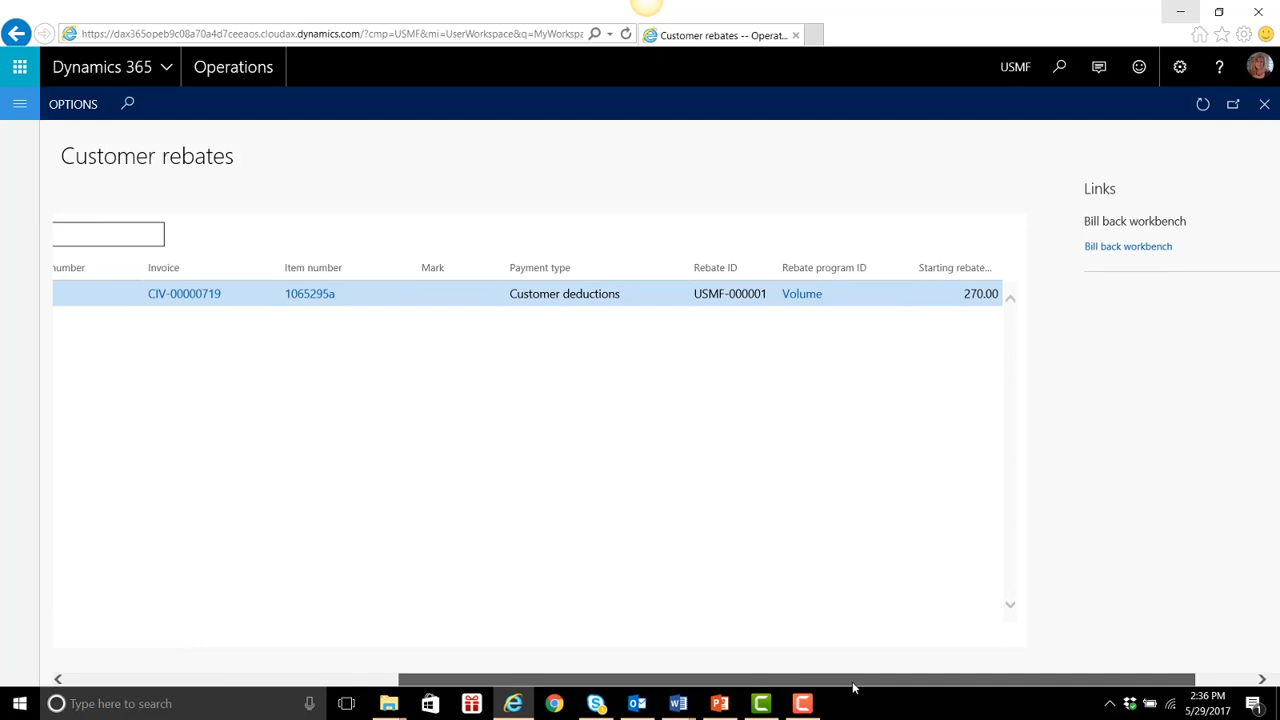 https://dax365opeb9c08a70a4d7ceeaos.cloudax.dynamics.com/?cmp=USMF&mi=UserWorkspace&q=MyWorkspa
Customer rebates -- Operat...
Dynamics 365
Operations
USMF
OPTIONS
Customer rebates
Links
Bill back workbench
Bill back workbench
umber Invoice Item number Mark Payment type Rebate ID Rebate program ID Starting rebate...
CIV-00000719 1065295a Customer deductions USMF-000001 Volume 270.00
Type here to search
2:36 PM
5/29/2017